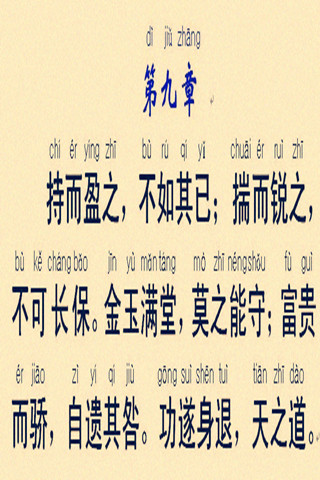 dì jiǔ zhāng
第九章
chí ér yíng zhī bù rú qí yǐ chuǎi ér ruì zhī
持而盈之，不如其已；揣而锐之，
bù kě cháng bǎo jīn yù mǎn táng mò zhī néng shǒu fù guì
不可长保。金玉满堂，莫之能守；富贵
ér jiāo zì yí qí jiù gōng suì shēn tuì tiān zhī dào
而骄，自遗其咎。功遂身退，天之道。